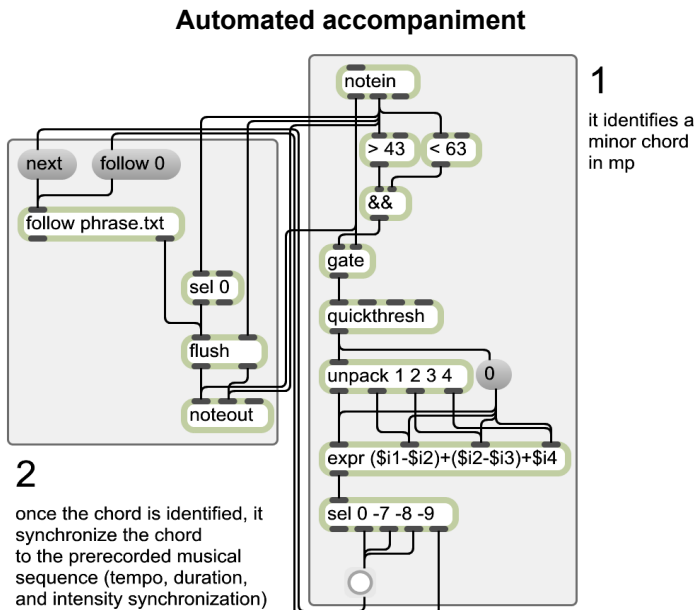 Automated accompaniment
1
it identifies a
minor chord
in mp
notein
> 43
< 63
&&
gate
quickthresh
unpack 1 2 3 4
0
expr ($i1-$i2)+($i2-$i3)+$i4
sel 0 -7 -8 -9
next
follow 0
follow phrase.txt
sel 0
flush
noteout
2
once the chord is identified, it
synchronize the chord
to the prerecorded musical
sequence (tempo, duration,
and intensity synchronization)